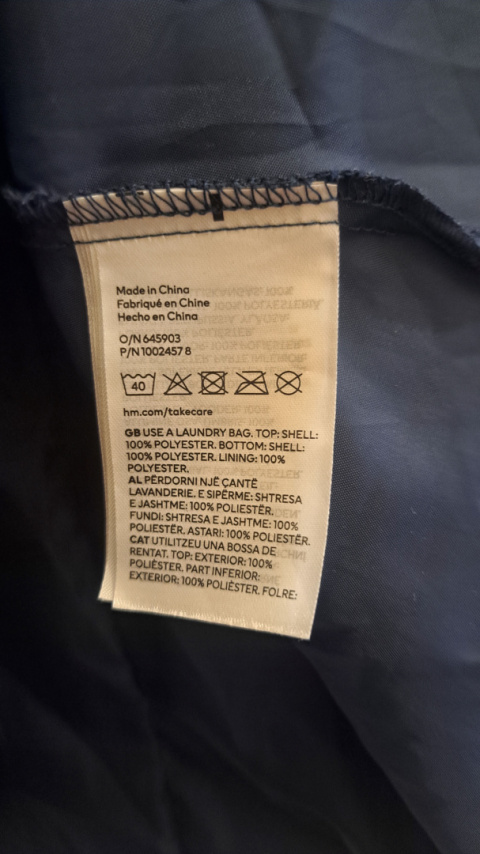 Made in China
Fabriqué en Chine
Hecho en China
O/N 645903
P/N 1002457 8
40
hm.com/takecare
GB USE A LAUNDRY BAG. TOP: SHELL:
100% POLYESTER. BOTTOM: SHELL:
100% POLYESTER. LINING: 100%
POLYESTER.
AL PËRDORNI NJË ÇANTË
LAVANDERIE. E SIPËRME: SHTRESA
E JASHTME: 100% POLIESTËR.
FUNDI: SHTRESA E JASHTME: 100%
POLIESTËR. ASTARI: 100% POLIESTËR.
CAT UTILITZEU UNA BOSSA DE
RENTAT. TOP: EXTERIOR: 100%
POLIÈSTER. PART INFERIOR:
EXTERIOR: 100% POLIÈSTER. FOLRE: